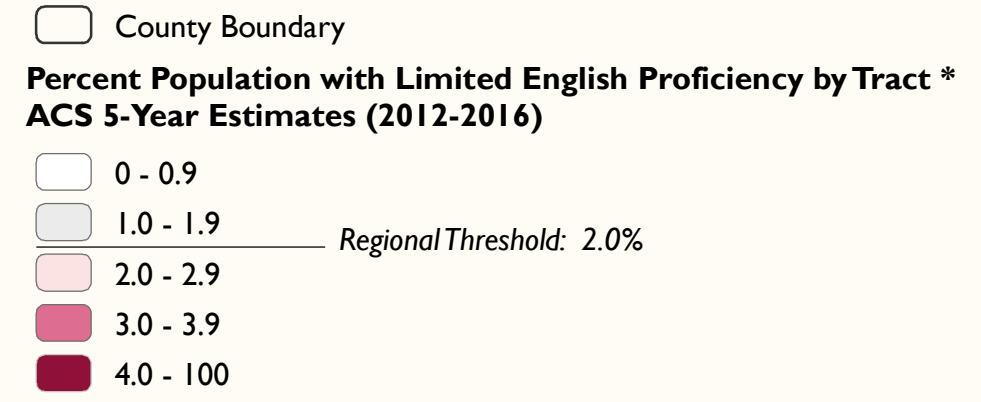 County Boundary
Percent Population with Limited English Proficiency by Tract *
ACS 5-Year Estimates (2012-2016)
0 - 0.9
1.0 - 1.9
Regional Threshold: 2.0%
2.0 - 2.9
3.0 - 3.9
4.0 - 100